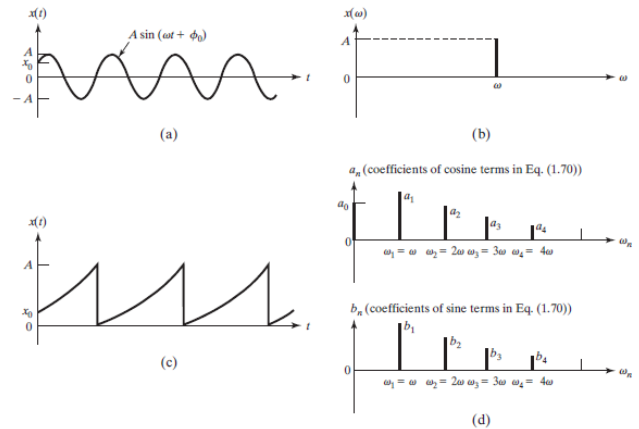 x(t)
A sin (ωt + ϕ₀)
A
x₀
0
– A
t
(a)
x(ω)
A
0
ω
ω
(b)
x(t)
A
x₀
0
t
(c)
aₙ (coefficients of cosine terms in Eq. (1.70))
a₀
a₁
a₂
a₃
a₄
0
ω₁ = ω ω₂ = 2ω ω₃ = 3ω ω₄ = 4ω
ωₙ
bₙ (coefficients of sine terms in Eq. (1.70))
b₁
b₂
b₃
b₄
0
ω₁ = ω ω₂ = 2ω ω₃ = 3ω ω₄ = 4ω
ωₙ
(d)